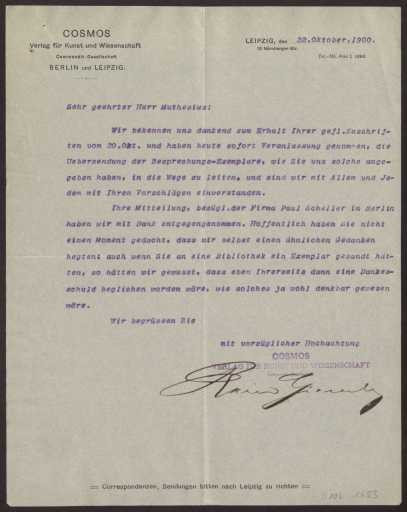 COSMOS
Verlag für Kunst und Wissenschaft
Commandit-Gesellschaft
BERLIN und LEIPZIG.
LEIPZIG, den 22.Oktober.1900.
Sehr geehrter Herr Muthesius:
Wir bekennen uns dankend zum Erhalt Ihrer gefl.Zuschrif-
ten vom 20.Okt. und haben heute sofort Veranlassung genommen, die
Uebersendung der Besprechungs-Exemplare, wie Sie uns solche ange-
geben haben, in die Wege zu leiten, und sind wir mit Allem und Je-
dem mit Ihren Vorschlägen einverstanden.
Ihre Mitteilung, bezügl.der Firma Paul Scheller in Berlin
haben wir mit Dank entgegengenommen. Hoffentlich haben Sie nicht
einen Moment gedacht, dass wir selbst einen ähnlichen Gedanken
hegten; auch wenn Sie an eine Bibliothek ein Exemplar gesandt hät-
ten, so hätten wir gewusst, dass eben Ihrerseits dann eine Dankes-
schuld beglichen worden wäre, wie solches ja wohl denkbar gewesen
wäre.
Wir begrüssen Sie
mit vorzüglicher Hochachtung
COSMOS
VERLAG FÜR KUNST UND WISSENSCHAFT
Correspondenzen, Sendungen bitten nach Leipzig zu richten